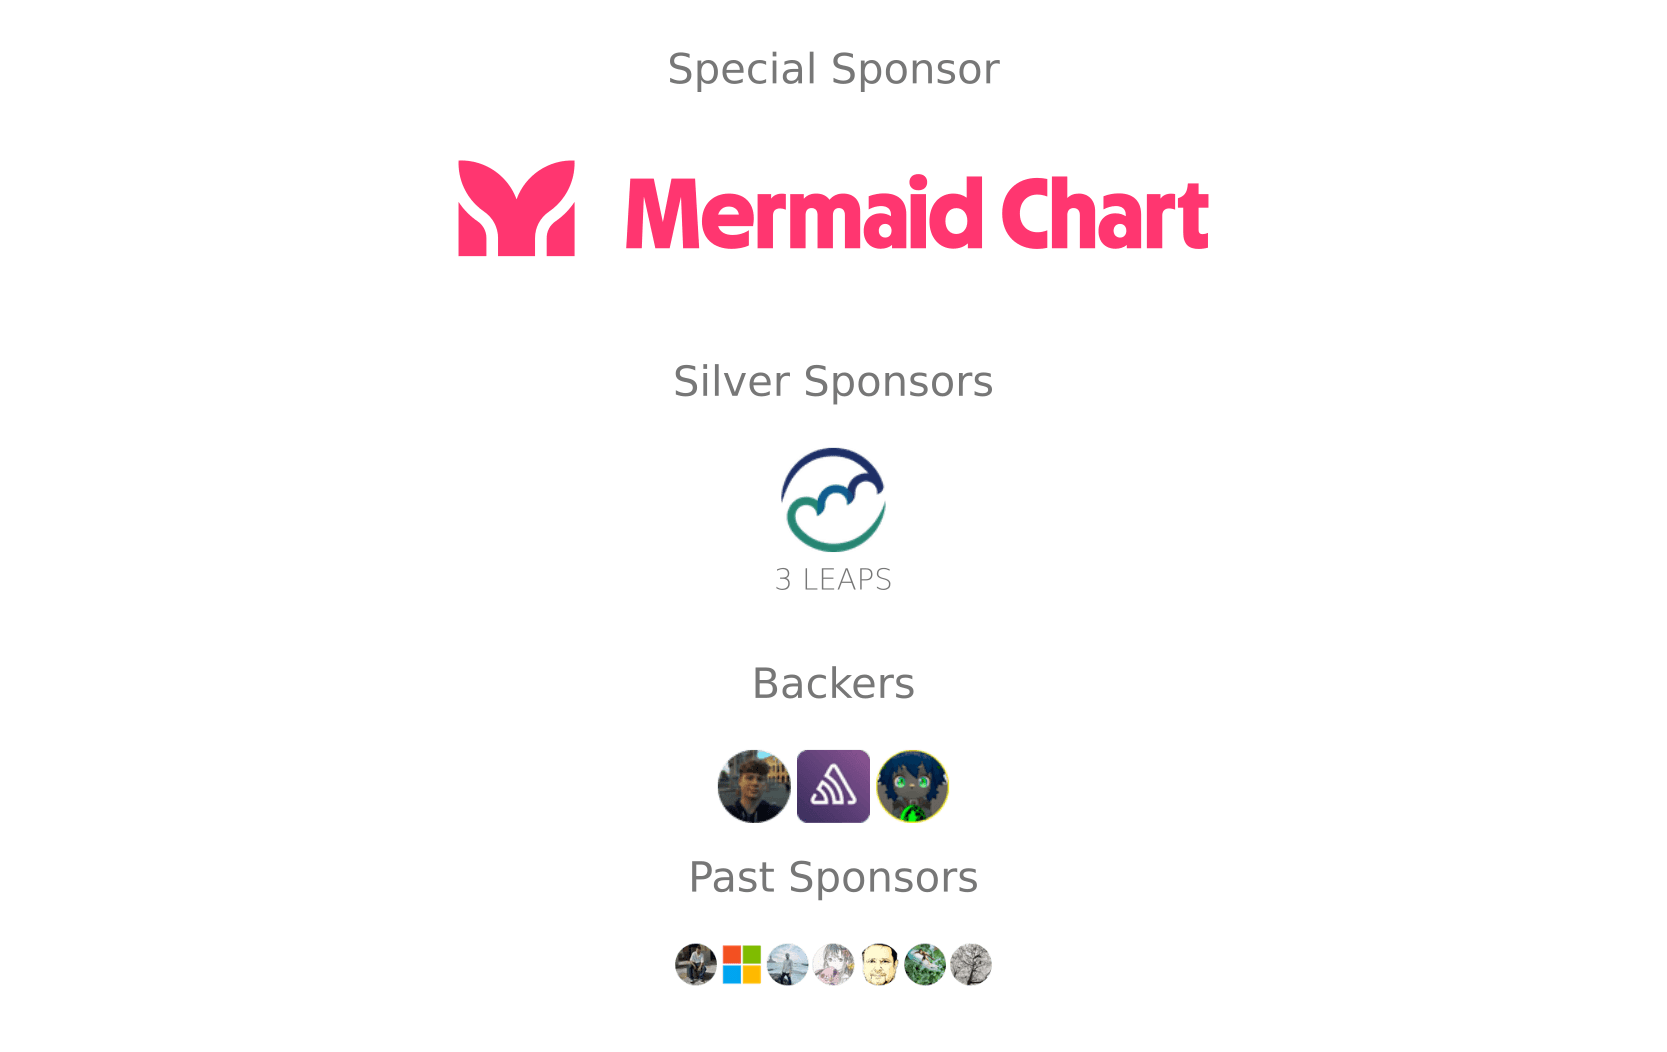 Special Sponsor
Mermaid Chart
Silver Sponsors
3 LEAPS
Backers
Past Sponsors